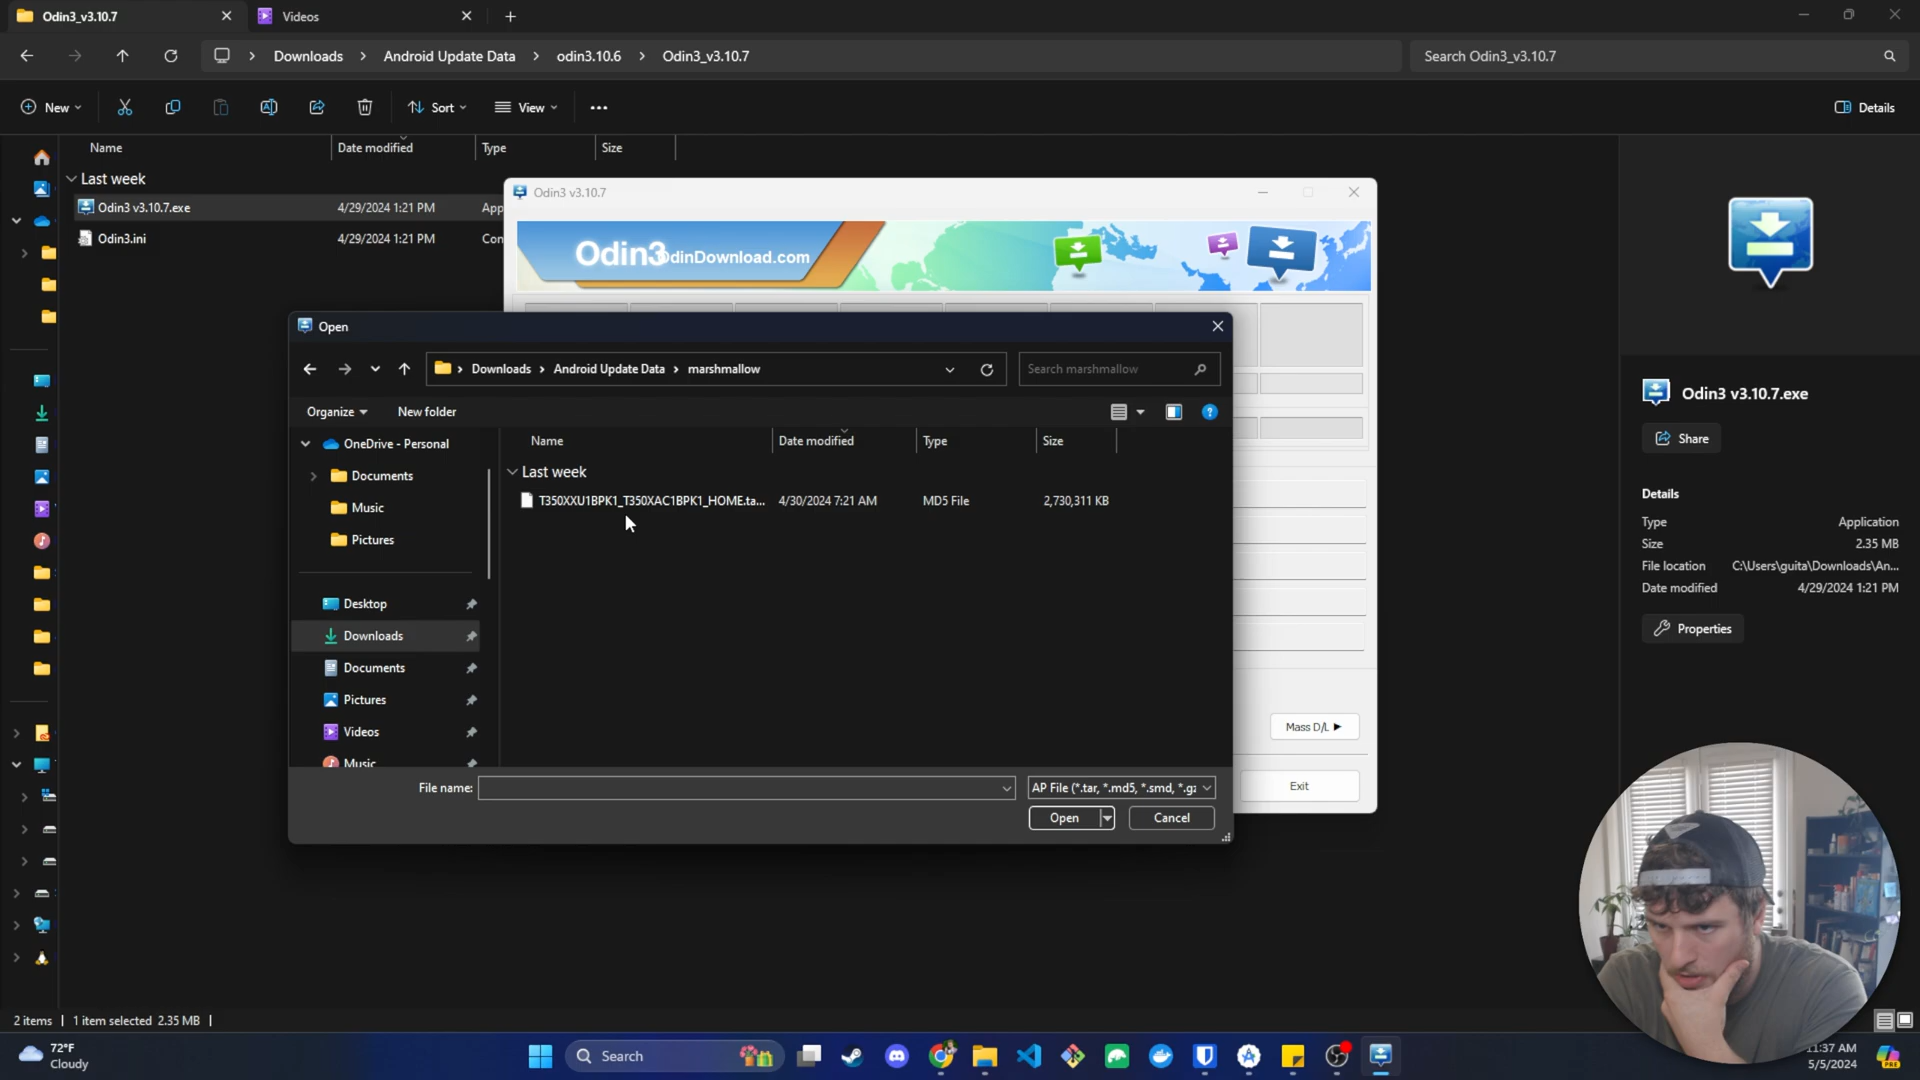 Odin3_v3.10.7
Videos
Downloads > Android Update Data > odin3.10.6 > Odin3_v3.10.7
Search Odin3_v3.10.7
New
Sort
View
Details
Name Date modified Type Size
Last week
Odin3 v3.10.7.exe 4/29/2024 1:21 PM App
Odin3.ini 4/29/2024 1:21 PM Con
Odin3 v3.10.7
Odin3
dinDownload.com
Open
Downloads > Android Update Data > marshmallow
Search marshmallow
Organize
New folder
OneDrive - Personal
Documents
Music
Pictures
Desktop
Downloads
Documents
Pictures
Videos
Music
Name Date modified Type Size
Last week
T350XXU1BPK1_T350XAC1BPK1_HOME.ta... 4/30/2024 7:21 AM MD5 File 2,730,311 KB
File name:
AP File (*.tar, *.md5, *.smd, *.gz
Open
Cancel
Mass D/L ►
Exit
Odin3 v3.10.7.exe
Share
Details
Type Application
Size 2.35 MB
File location C:\Users\guita\Downloads\An...
Date modified 4/29/2024 1:21 PM
Properties
2 items | 1 item selected 2.35 MB |
72°F
Cloudy
Search
11:37 AM
5/5/2024